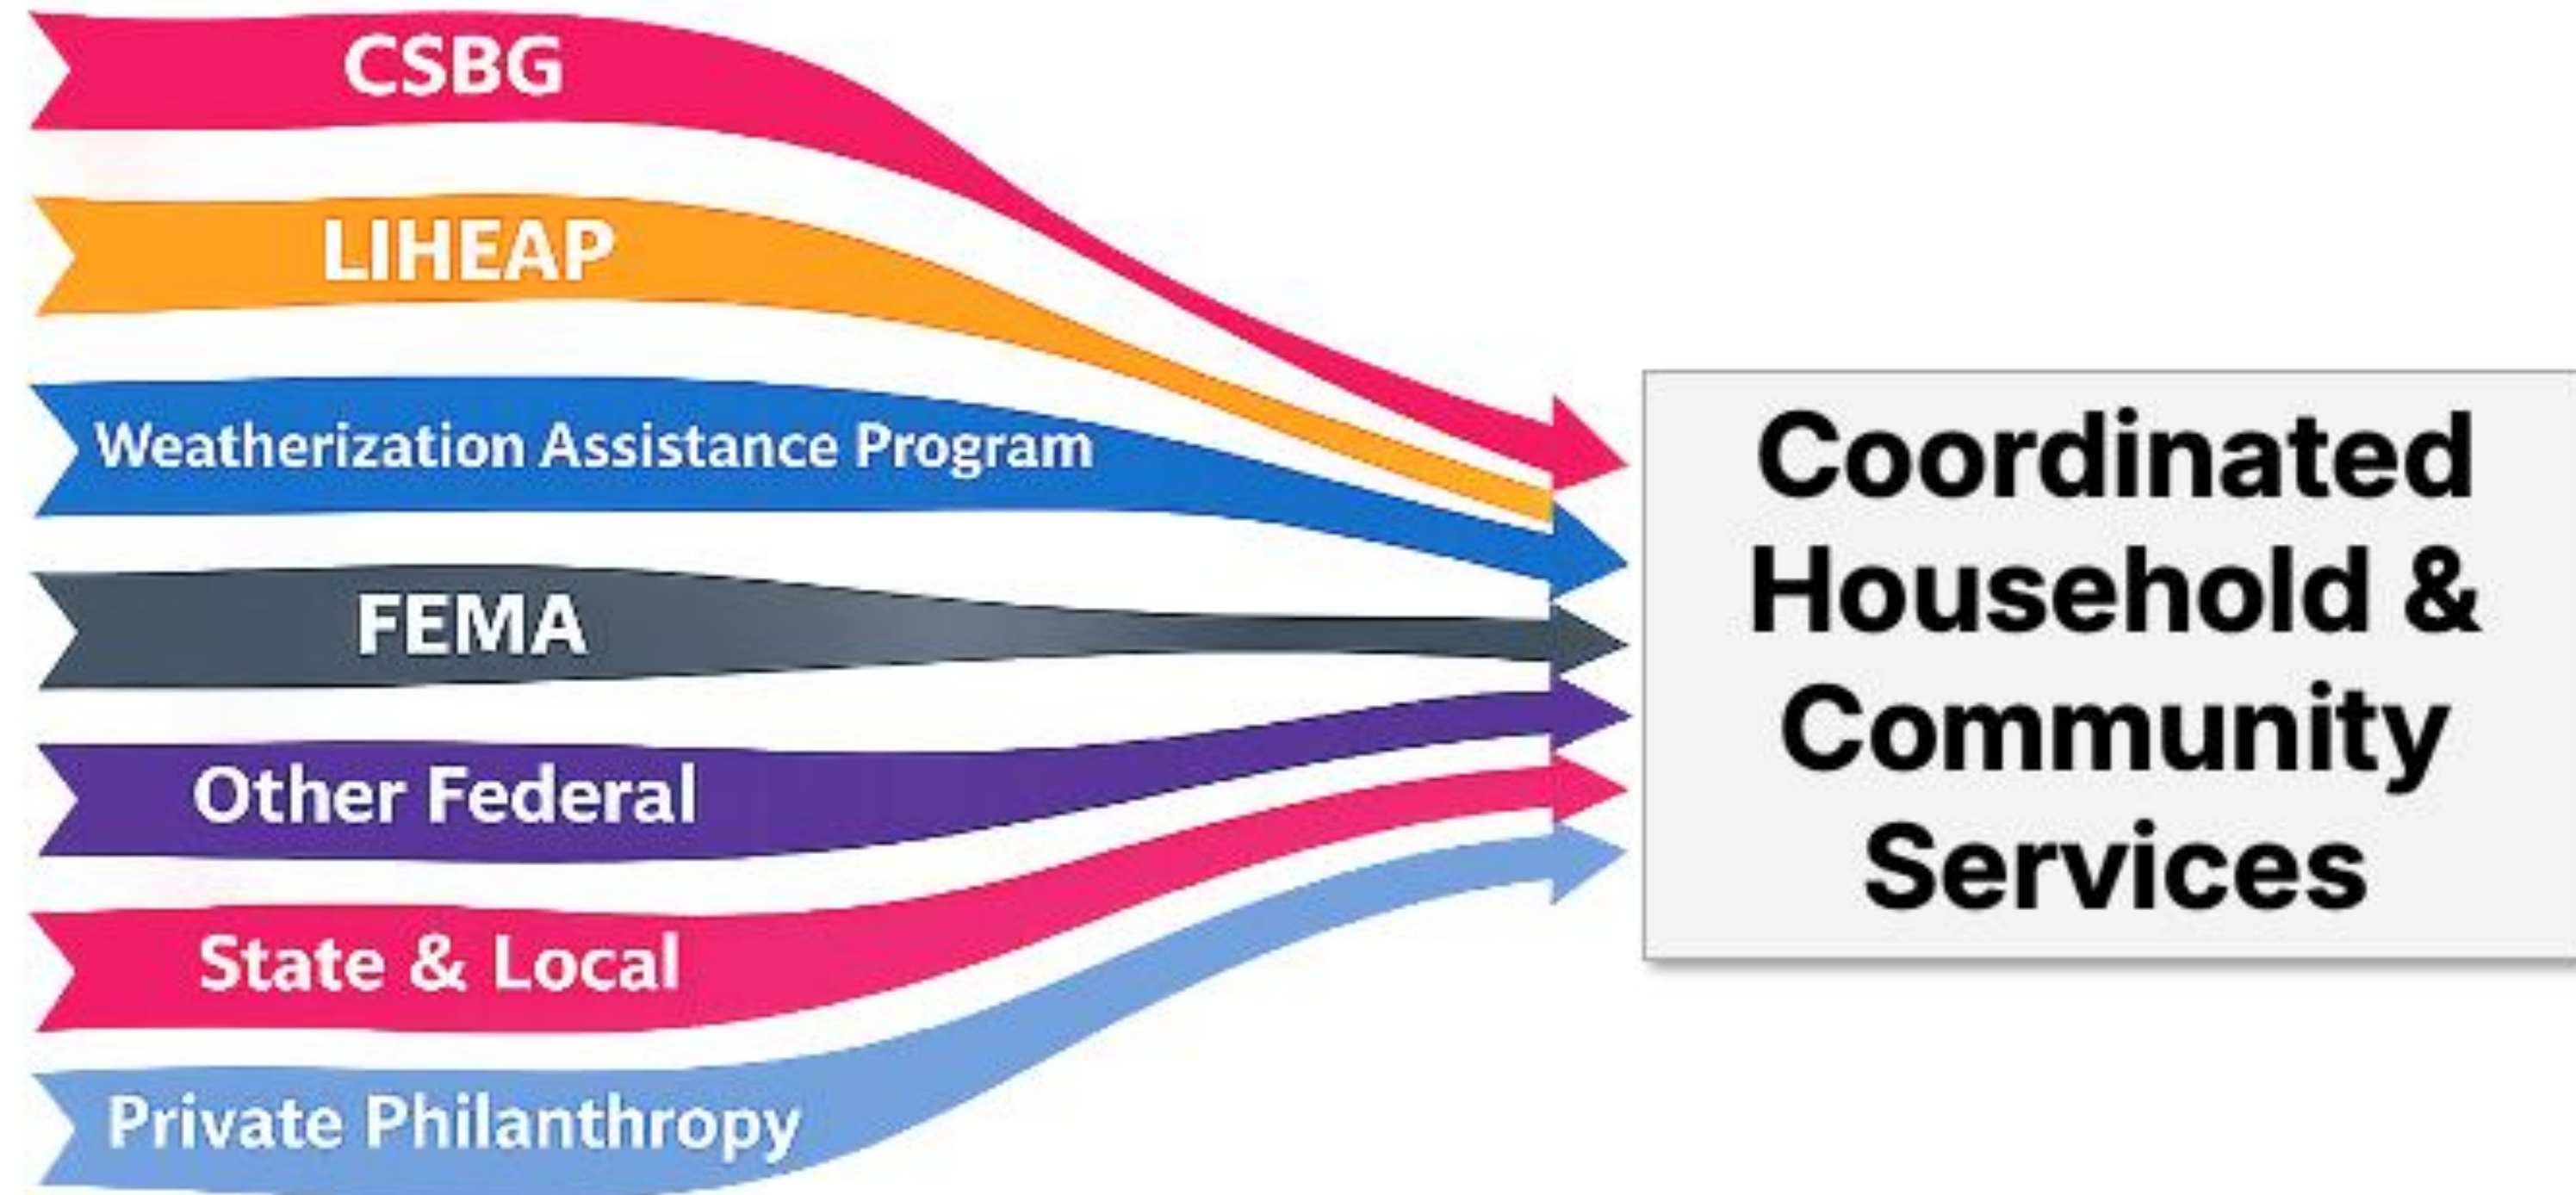 CSBG
LIHEAP
Weatherization Assistance Program
FEMA
Other Federal
State & Local
Private Philanthropy
Coordinated
Household &
Community
Services